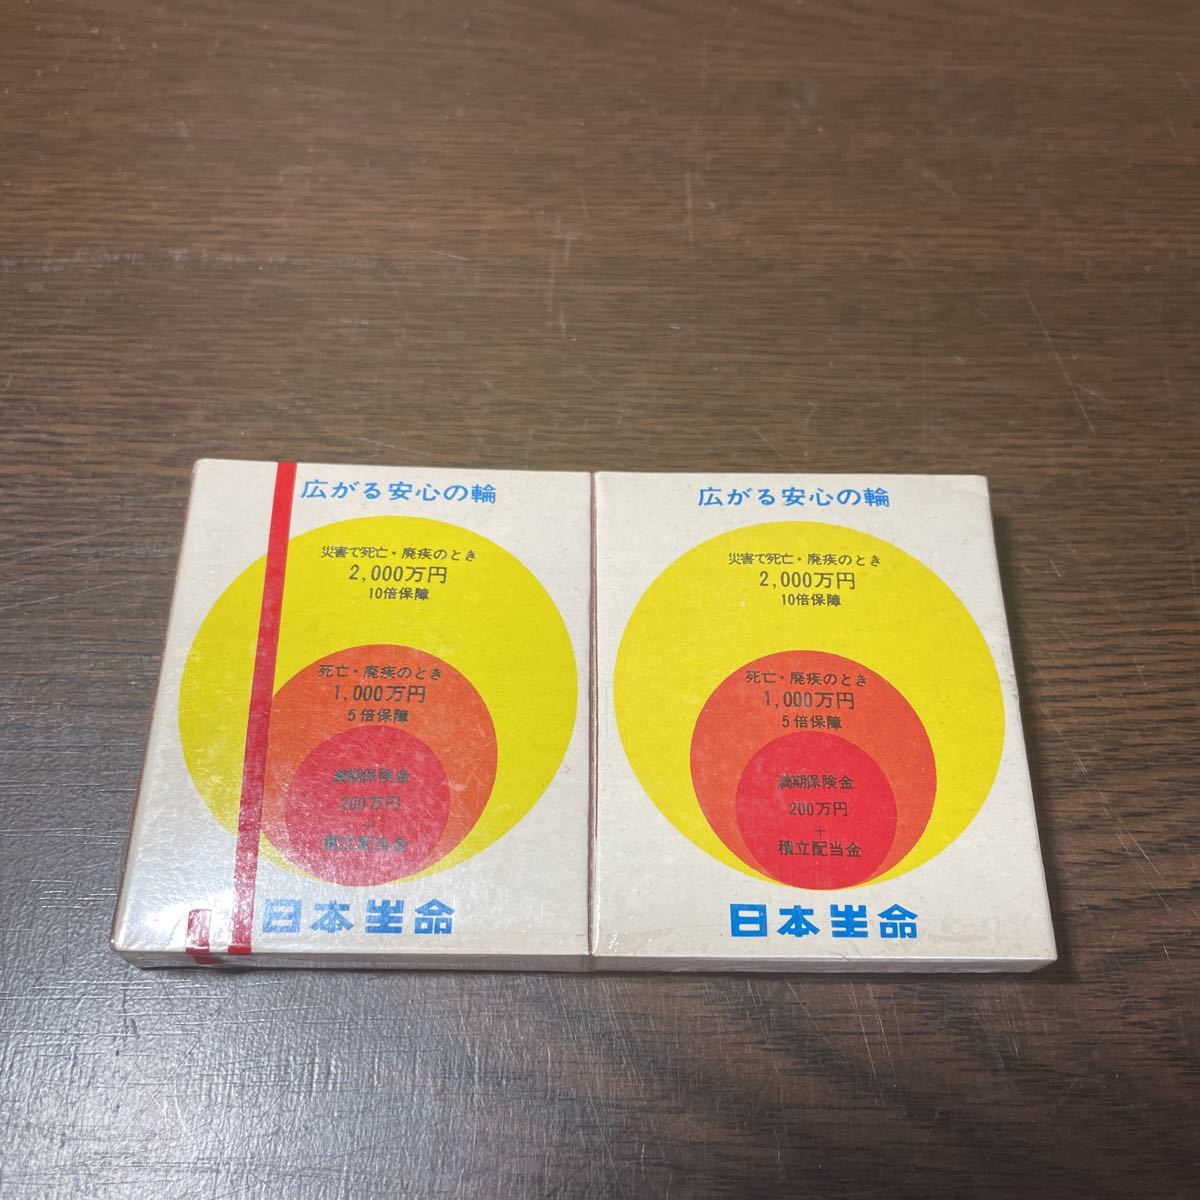 広がる安心の輪
災害で死亡・廃疾のとき
2,000万円
10倍保障
死亡・廃疾のとき
1,000万円
5倍保障
満期保険金
200万円
+
積立配当金
日本生命
広がる安心の輪
災害で死亡・廃疾のとき
2,000万円
10倍保障
死亡・廃疾のとき
1,000万円
5倍保障
満期保険金
200万円
+
積立配当金
日本生命